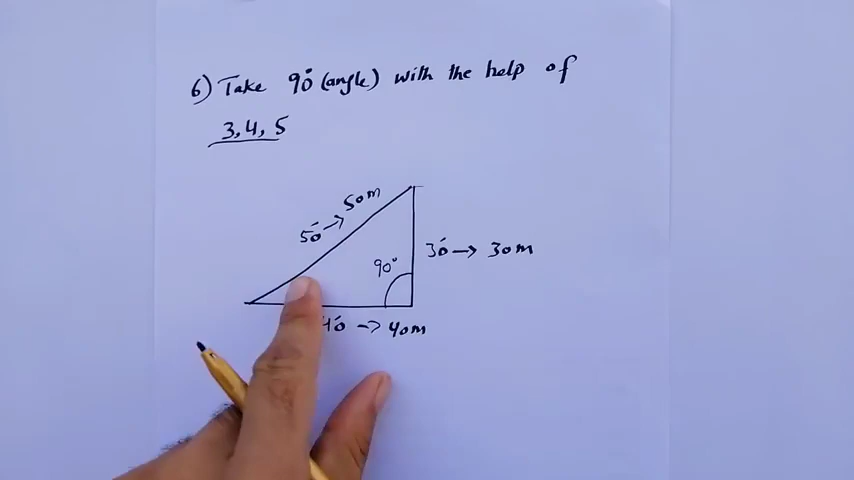 6) Take 90° (angle) with the help of
3, 4, 5
50' → 50m
90°
30' → 30m
40' → 40m